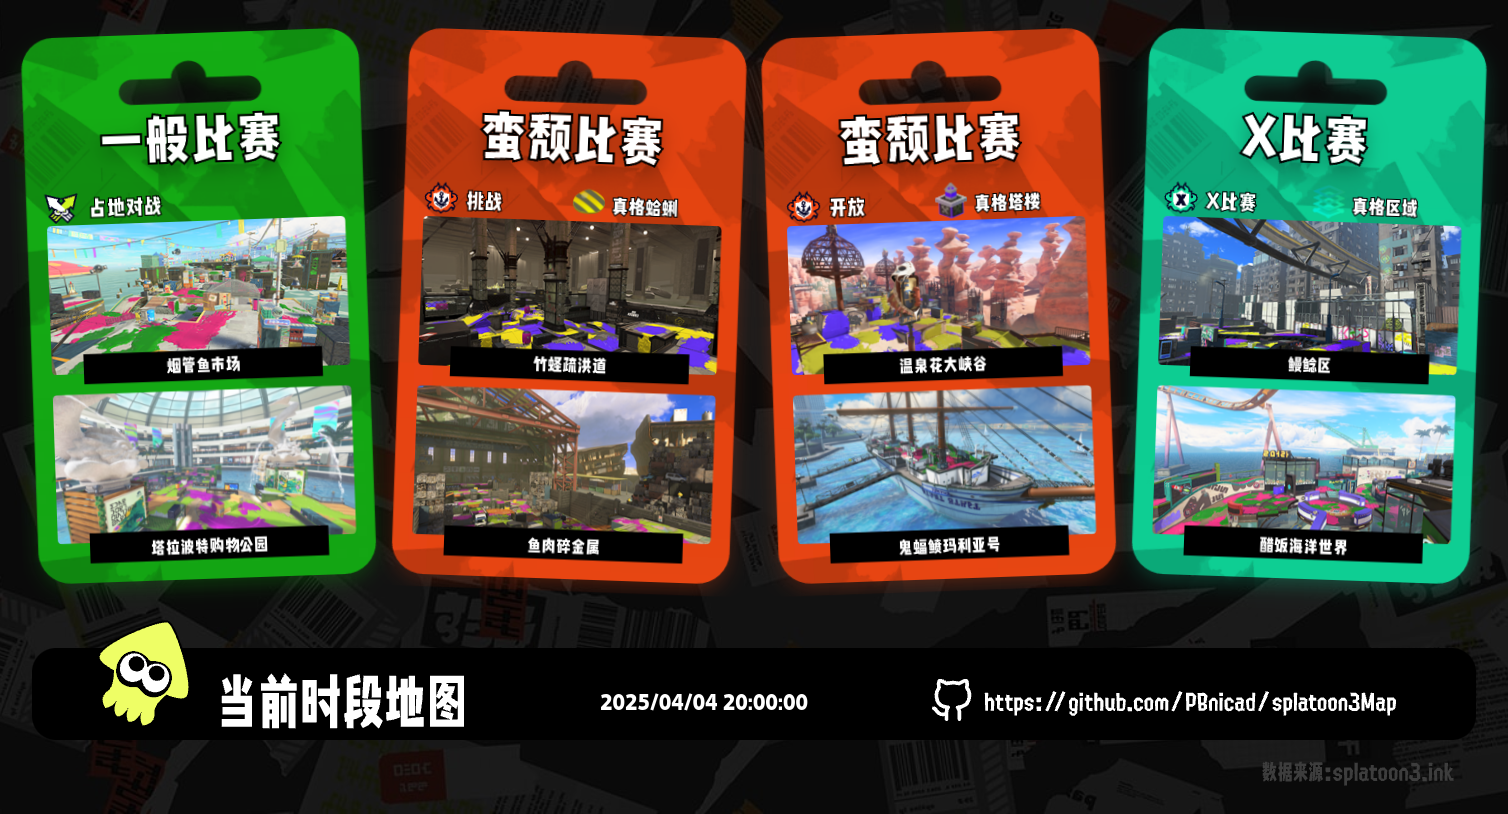 一般比赛
占地对战
烟管鱼市场
塔拉波特购物公园
蛮颓比赛
挑战
真格蛤蜊
竹蛏疏洪道
鱼肉碎金属
蛮颓比赛
开放
真格塔楼
温泉花大峡谷
鬼蝠鲼玛利亚号
X比赛
X比赛
真格区域
鳗鲶区
醋饭海洋世界
当前时段地图
2025/04/04 20:00:00
https://github.com/PBnicad/splatoon3Map
数据来源:splatoon3.ink